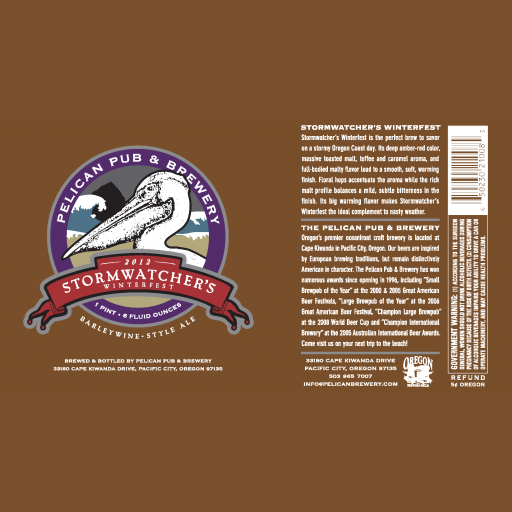 PELICAN PUB & BREWERY
2012
STORMWATCHER'S
WINTERFEST
1 PINT • 6 FLUID OUNCES
BARLEYWINE-STYLE ALE
BREWED & BOTTLED BY PELICAN PUB & BREWERY
33180 CAPE KIWANDA DRIVE, PACIFIC CITY, OREGON 97135
STORMWATCHER'S WINTERFEST
Stormwatcher's Winterfest is the perfect brew to savor
on a stormy Oregon Coast day. Its deep amber-red color,
massive toasted malt, toffee and caramel aroma, and
full-bodied malty flavor lead to a smooth, soft, warming
finish. Floral hops accentuate the aroma while the rich
malt profile balances a mild, subtle bitterness in the
finish. Its big warming flavor makes Stormwatcher's
Winterfest the ideal complement to nasty weather.
THE PELICAN PUB & BREWERY
Oregon's premier oceanfront craft brewery is located at
Cape Kiwanda in Pacific City, Oregon. Our beers are inspired
by European brewing traditions, but remain distinctively
American in character. The Pelican Pub & Brewery has won
numerous awards since opening in 1996, including "Small
Brewpub of the Year" at the 2000 & 2005 Great American
Beer Festivals, "Large Brewpub of the Year" at the 2006
Great American Beer Festival, "Champion Large Brewpub"
at the 2008 World Beer Cup and "Champion International
Brewery" at the 2005 Australian International Beer Awards.
Come visit us on your next trip to the beach!
33180 CAPE KIWANDA DRIVE
PACIFIC CITY, OREGON 97135
503 965 7007
INFO@PELICANBREWERY.COM
OREGON
6 50230 21008 5
GOVERNMENT WARNING: (1) ACCORDING TO THE SURGEON
GENERAL, WOMEN SHOULD NOT DRINK ALCOHOLIC BEVERAGES DURING
PREGNANCY BECAUSE OF THE RISK OF BIRTH DEFECTS. (2) CONSUMPTION
OF ALCOHOLIC BEVERAGES IMPAIRS YOUR ABILITY TO DRIVE A CAR OR
OPERATE MACHINERY, AND MAY CAUSE HEALTH PROBLEMS.
REFUND
5¢ OREGON